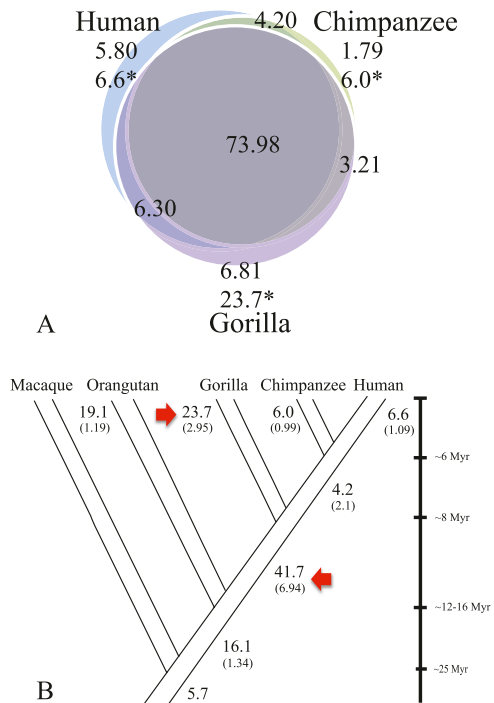 Human
5.80
6.6*
4.20
Chimpanzee
1.79
6.0*
73.98
3.21
6.30
6.81
23.7*
Gorilla
A
Macaque Orangutan Gorilla Chimpanzee Human
19.1
(1.19)
23.7
(2.95)
6.0
(0.99)
6.6
(1.09)
~6 Myr
4.2
(2.1)
~8 Myr
41.7
(6.94)
~12-16 Myr
16.1
(1.34)
~25 Myr
5.7
B